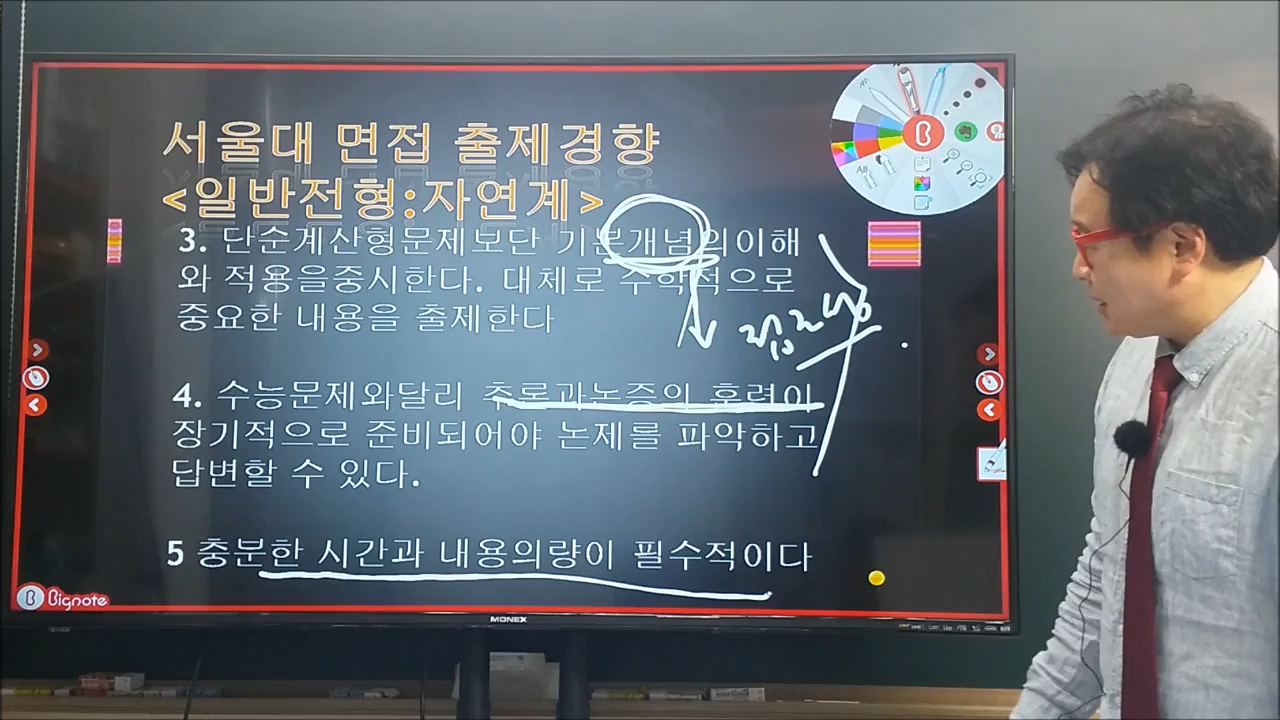 서울대 면접 출제경향
<일반전형:자연계>
3. 단순계산형문제보단 기본개념의이해
와 적용을중시한다. 대체로 수학적으로
중요한 내용을 출제한다
4. 수능문제와달리 추론과논증의 훈련이
장기적으로 준비되어야 논제를 파악하고
답변할 수 있다.
5 충분한 시간과 내용의량이 필수적이다
Bignote
MONEX
All